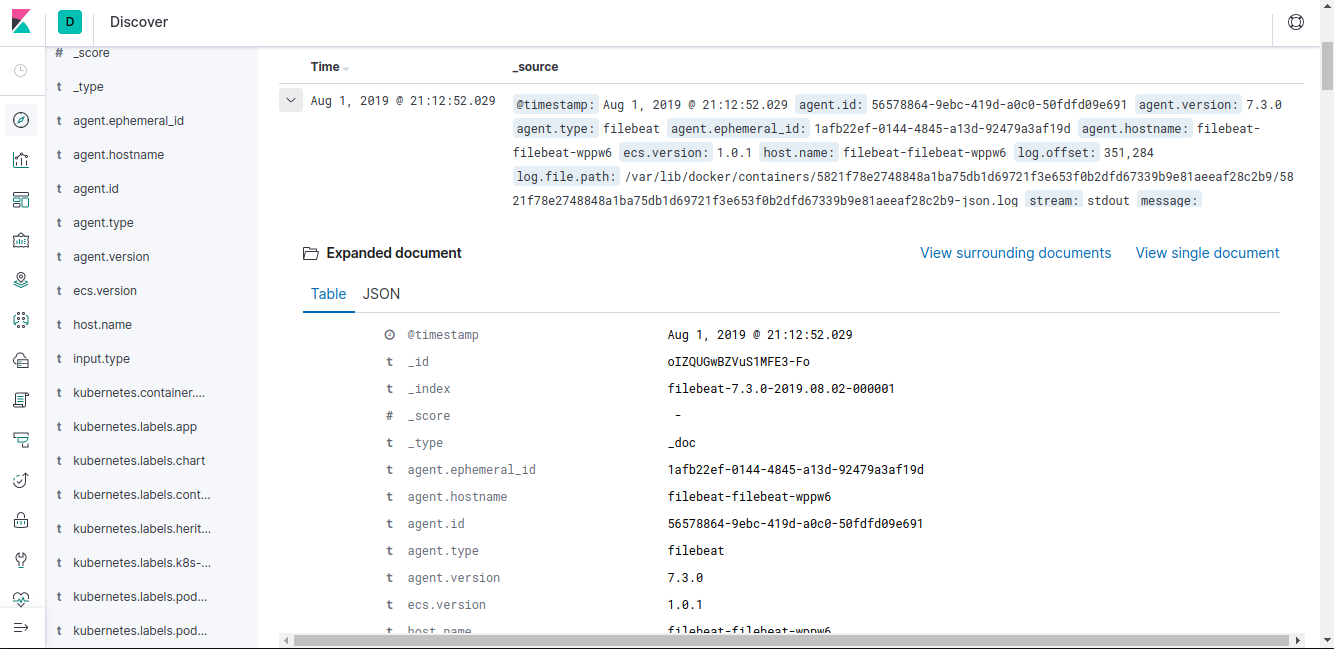 D Discover
# _score
t _type
t agent.ephemeral_id
t agent.hostname
t agent.id
t agent.type
t agent.version
t ecs.version
t host.name
t input.type
t kubernetes.container....
t kubernetes.labels.app
t kubernetes.labels.chart
t kubernetes.labels.cont...
t kubernetes.labels.herit...
t kubernetes.labels.k8s-...
t kubernetes.labels.pod...
t kubernetes.labels.pod...
Time _source
Aug 1, 2019 @ 21:12:52.029 @timestamp: Aug 1, 2019 @ 21:12:52.029 agent.id: 56578864-9ebc-419d-a0c0-50fdfd09e691 agent.version: 7.3.0
agent.type: filebeat agent.ephemeral_id: 1afb22ef-0144-4845-a13d-92479a3af19d agent.hostname: filebeat-
filebeat-wppw6 ecs.version: 1.0.1 host.name: filebeat-filebeat-wppw6 log.offset: 351,284
log.file.path: /var/lib/docker/containers/5821f78e2748848a1ba75db1d69721f3e653f0b2dfd67339b9e81aeeaf28c2b9/58
21f78e2748848a1ba75db1d69721f3e653f0b2dfd67339b9e81aeeaf28c2b9-json.log stream: stdout message:
Expanded document View surrounding documents View single document
Table JSON
@timestamp Aug 1, 2019 @ 21:12:52.029
t _id oIZQUGwBZVuS1MFE3-Fo
t _index filebeat-7.3.0-2019.08.02-000001
# _score -
t _type _doc
t agent.ephemeral_id 1afb22ef-0144-4845-a13d-92479a3af19d
t agent.hostname filebeat-filebeat-wppw6
t agent.id 56578864-9ebc-419d-a0c0-50fdfd09e691
t agent.type filebeat
t agent.version 7.3.0
t ecs.version 1.0.1
t host.name filebeat-filebeat-wppw6